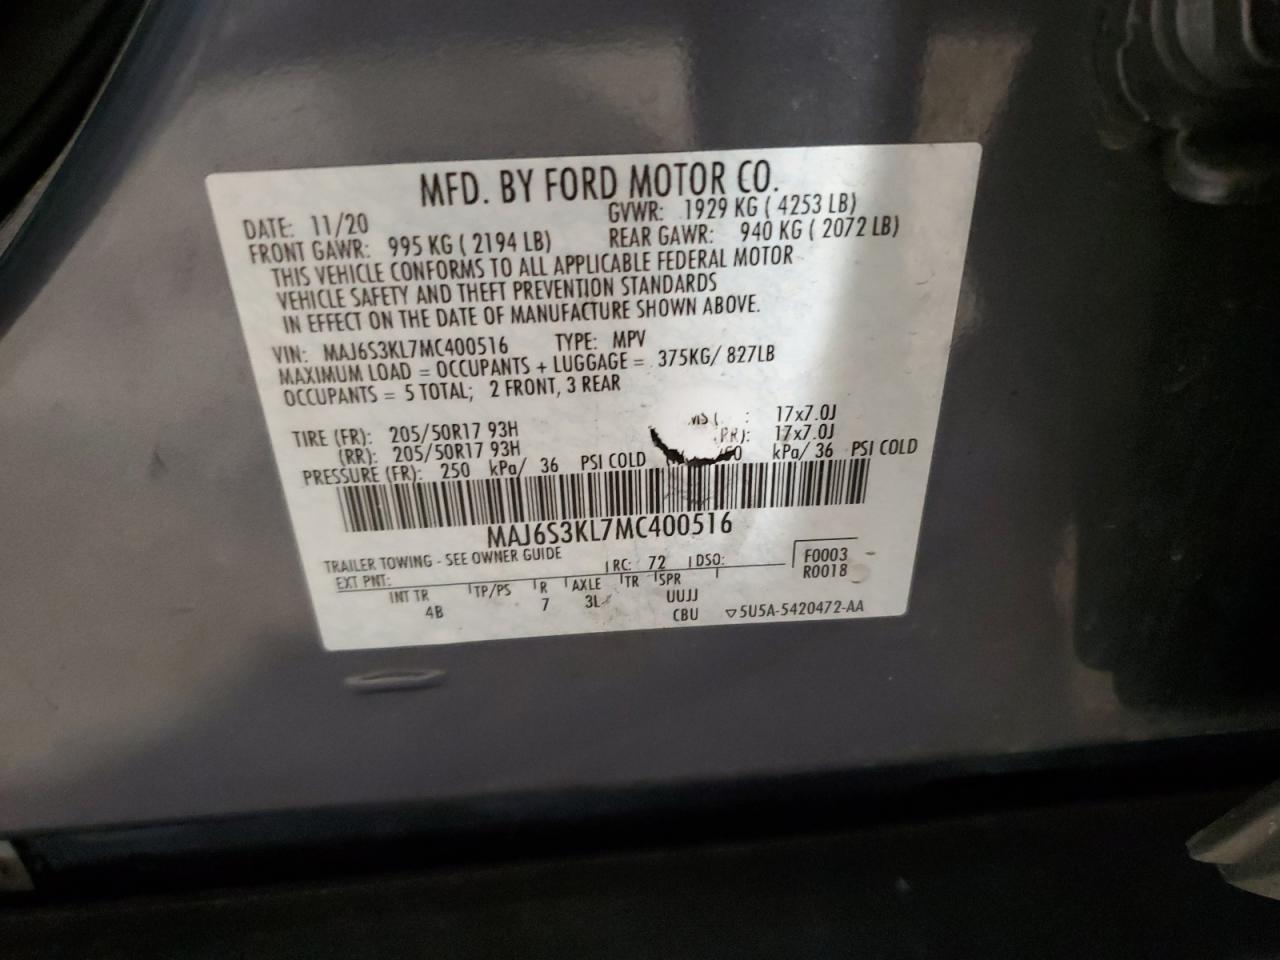 MFD. BY FORD MOTOR CO.
DATE: 11/20 GVWR: 1929 KG ( 4253 LB)
FRONT GAWR: 995 KG ( 2194 LB) REAR GAWR: 940 KG ( 2072 LB)
THIS VEHICLE CONFORMS TO ALL APPLICABLE FEDERAL MOTOR
VEHICLE SAFETY AND THEFT PREVENTION STANDARDS
IN EFFECT ON THE DATE OF MANUFACTURE SHOWN ABOVE.
VIN: MAJ6S3KL7MC400516 TYPE: MPV
MAXIMUM LOAD = OCCUPANTS + LUGGAGE = 375KG/ 827LB
OCCUPANTS = 5 TOTAL; 2 FRONT, 3 REAR
TIRE (FR): 205/50R17 93H 17x7.0J
(RR): 205/50R17 93H (RR): 17x7.0J
PRESSURE (FR): 250 kPa/ 36 PSI COLD kPa/ 36 PSI COLD
MAJ6S3KL7MC400516
TRAILER TOWING - SEE OWNER GUIDE
EXT PNT: RC: 72 DSO: F0003
R0018
INT TR TP/PS R AXLE TR SPR
4B 7 3L UUJJ
CBU ▽5U5A-5420472-AA